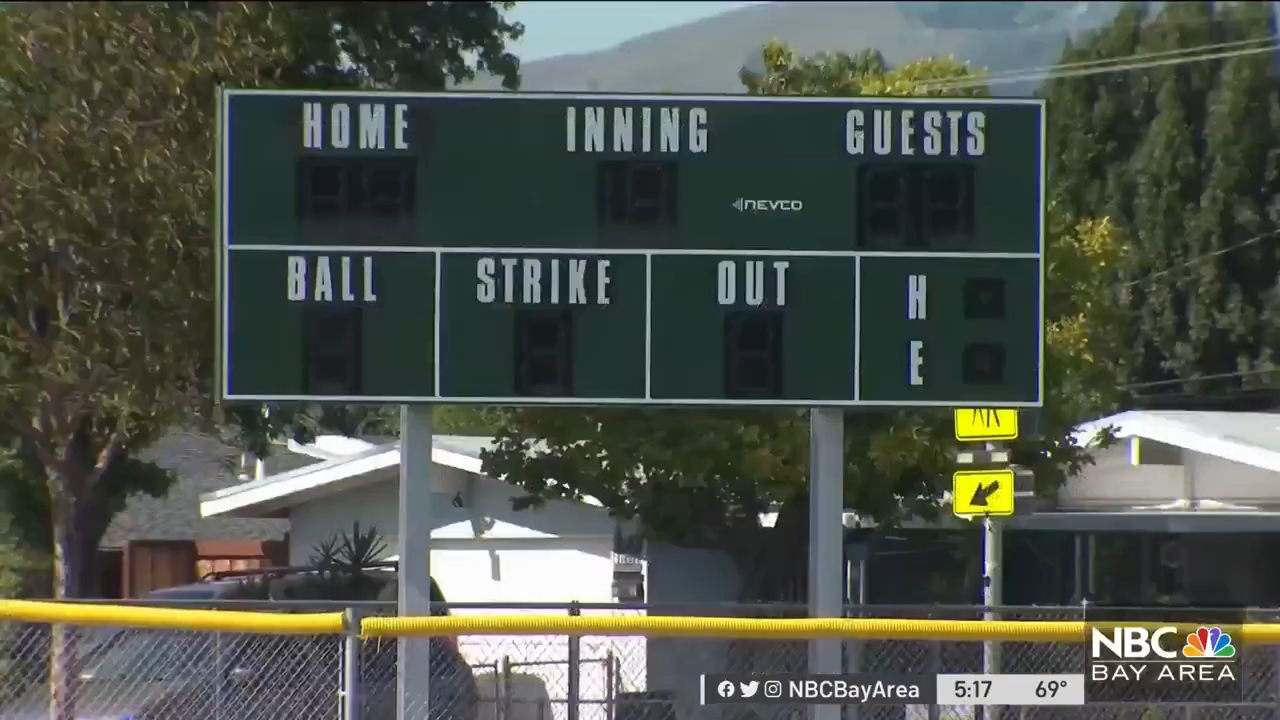 HOME INNING GUESTS
NEVCO
BALL STRIKE OUT H
E
NBC
BAY AREA
NBCBayArea 5:17 69°